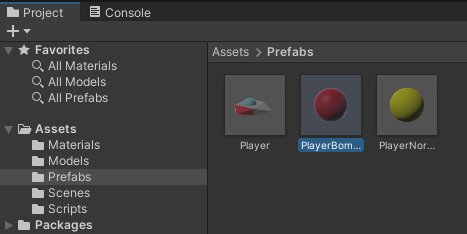 Project
Console
Favorites
All Materials
All Models
All Prefabs
Assets
Materials
Models
Prefabs
Scenes
Scripts
Packages
Assets > Prefabs
Player
PlayerBom...
PlayerNor...